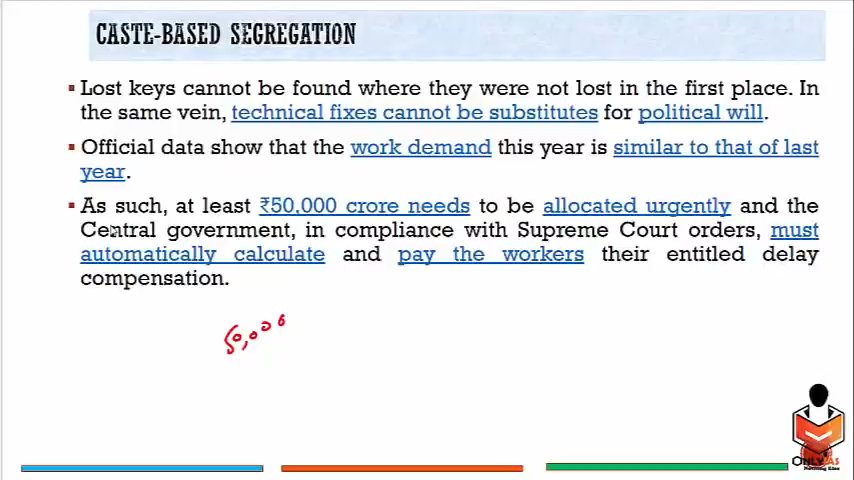 CASTE-BASED SEGREGATION
▪ Lost keys cannot be found where they were not lost in the first place. In
the same vein, technical fixes cannot be substitutes for political will.
▪ Official data show that the work demand this year is similar to that of last
year.
▪ As such, at least ₹50,000 crore needs to be allocated urgently and the
Central government, in compliance with Supreme Court orders, must
automatically calculate and pay the workers their entitled delay
compensation.
50,000
ONLY IAS
Nothing Else